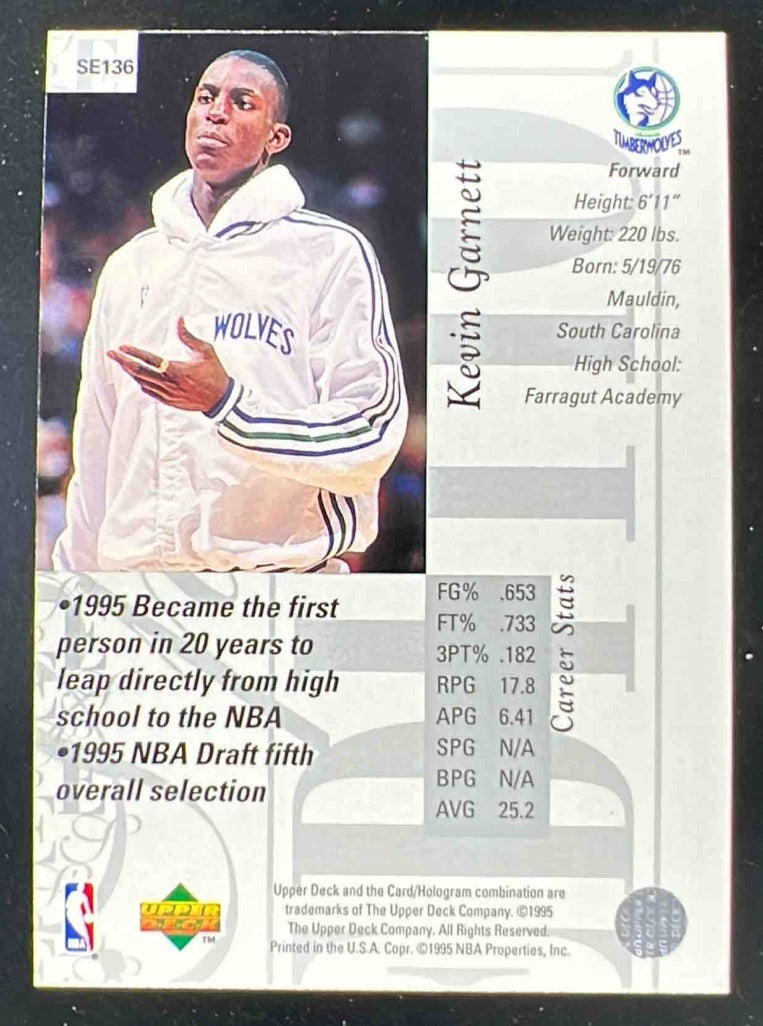 SE136
WOLVES
TIMBERWOLVES™
Forward
Height: 6'11"
Weight: 220 lbs.
Born: 5/19/76
Mauldin,
South Carolina
High School:
Farragut Academy
Kevin Garnett
•1995 Became the first
person in 20 years to
leap directly from high
school to the NBA
•1995 NBA Draft fifth
overall selection
FG% .653
FT% .733
3PT% .182
RPG 17.8
APG 6.41
SPG N/A
BPG N/A
AVG 25.2
Career Stats
NBA®
UPPER
DECK™
Upper Deck and the Card/Hologram combination are
trademarks of The Upper Deck Company. ©1995
The Upper Deck Company. All Rights Reserved.
Printed in the U.S.A. Copr. ©1995 NBA Properties, Inc.